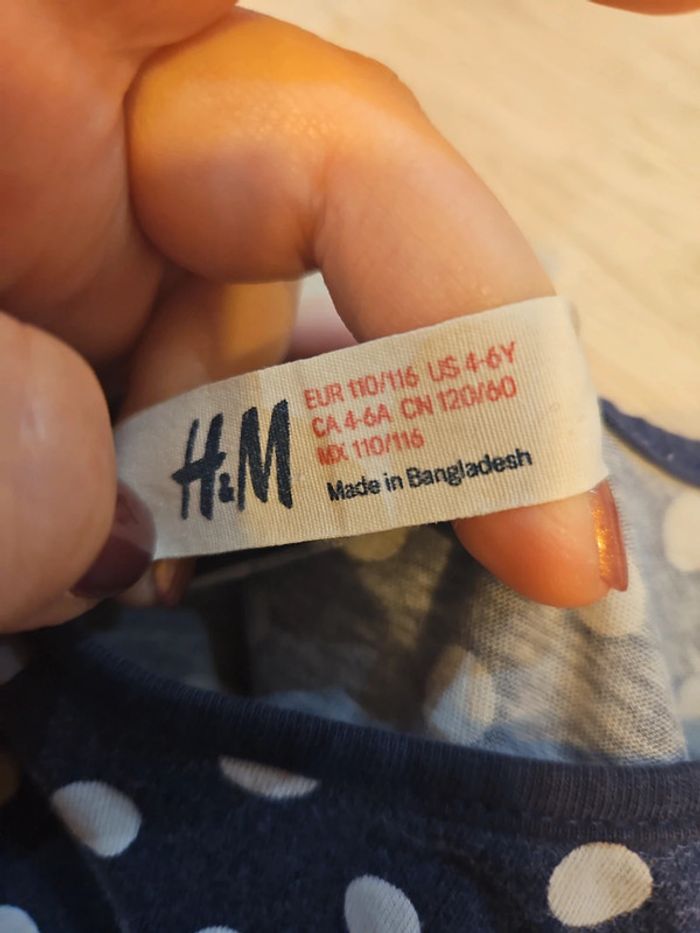 H&M
EUR 110/116 US 4-6Y
CA 4-6A CN 120/60
MX 110/116
Made in Bangladesh